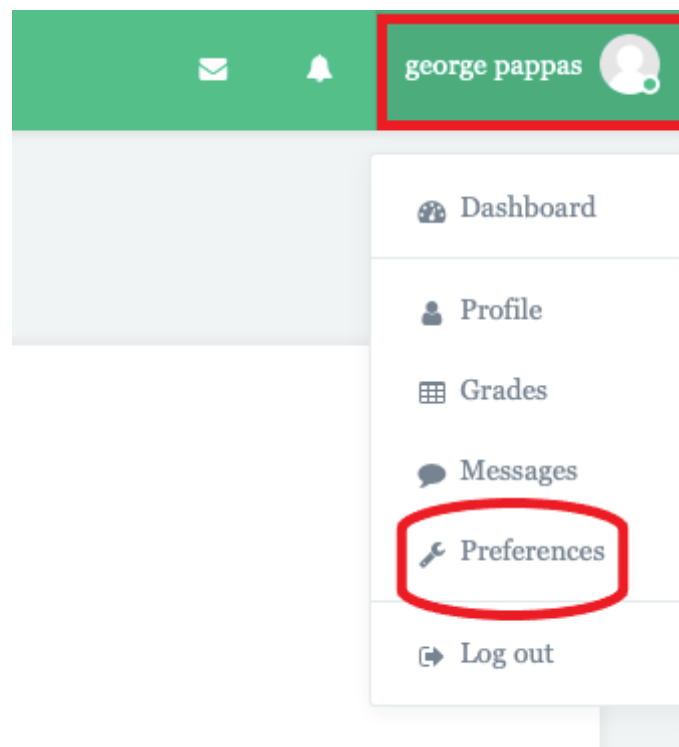 george pappas
Dashboard
Profile
Grades
Messages
Preferences
Log out